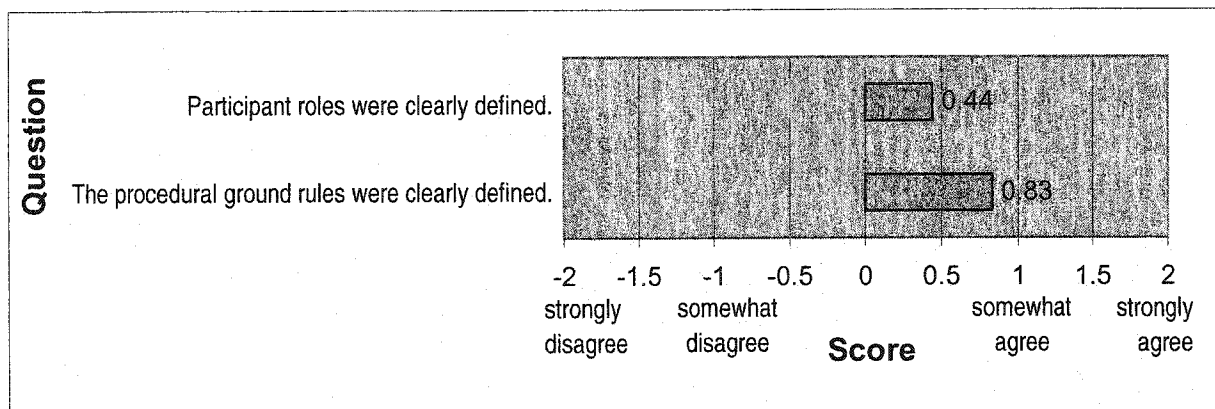 Question
Participant roles were clearly defined.
0.44
The procedural ground rules were clearly defined.
0.83
-2 -1.5 -1 -0.5 0 0.5 1 1.5 2
strongly somewhat somewhat strongly
disagree disagree Score agree agree